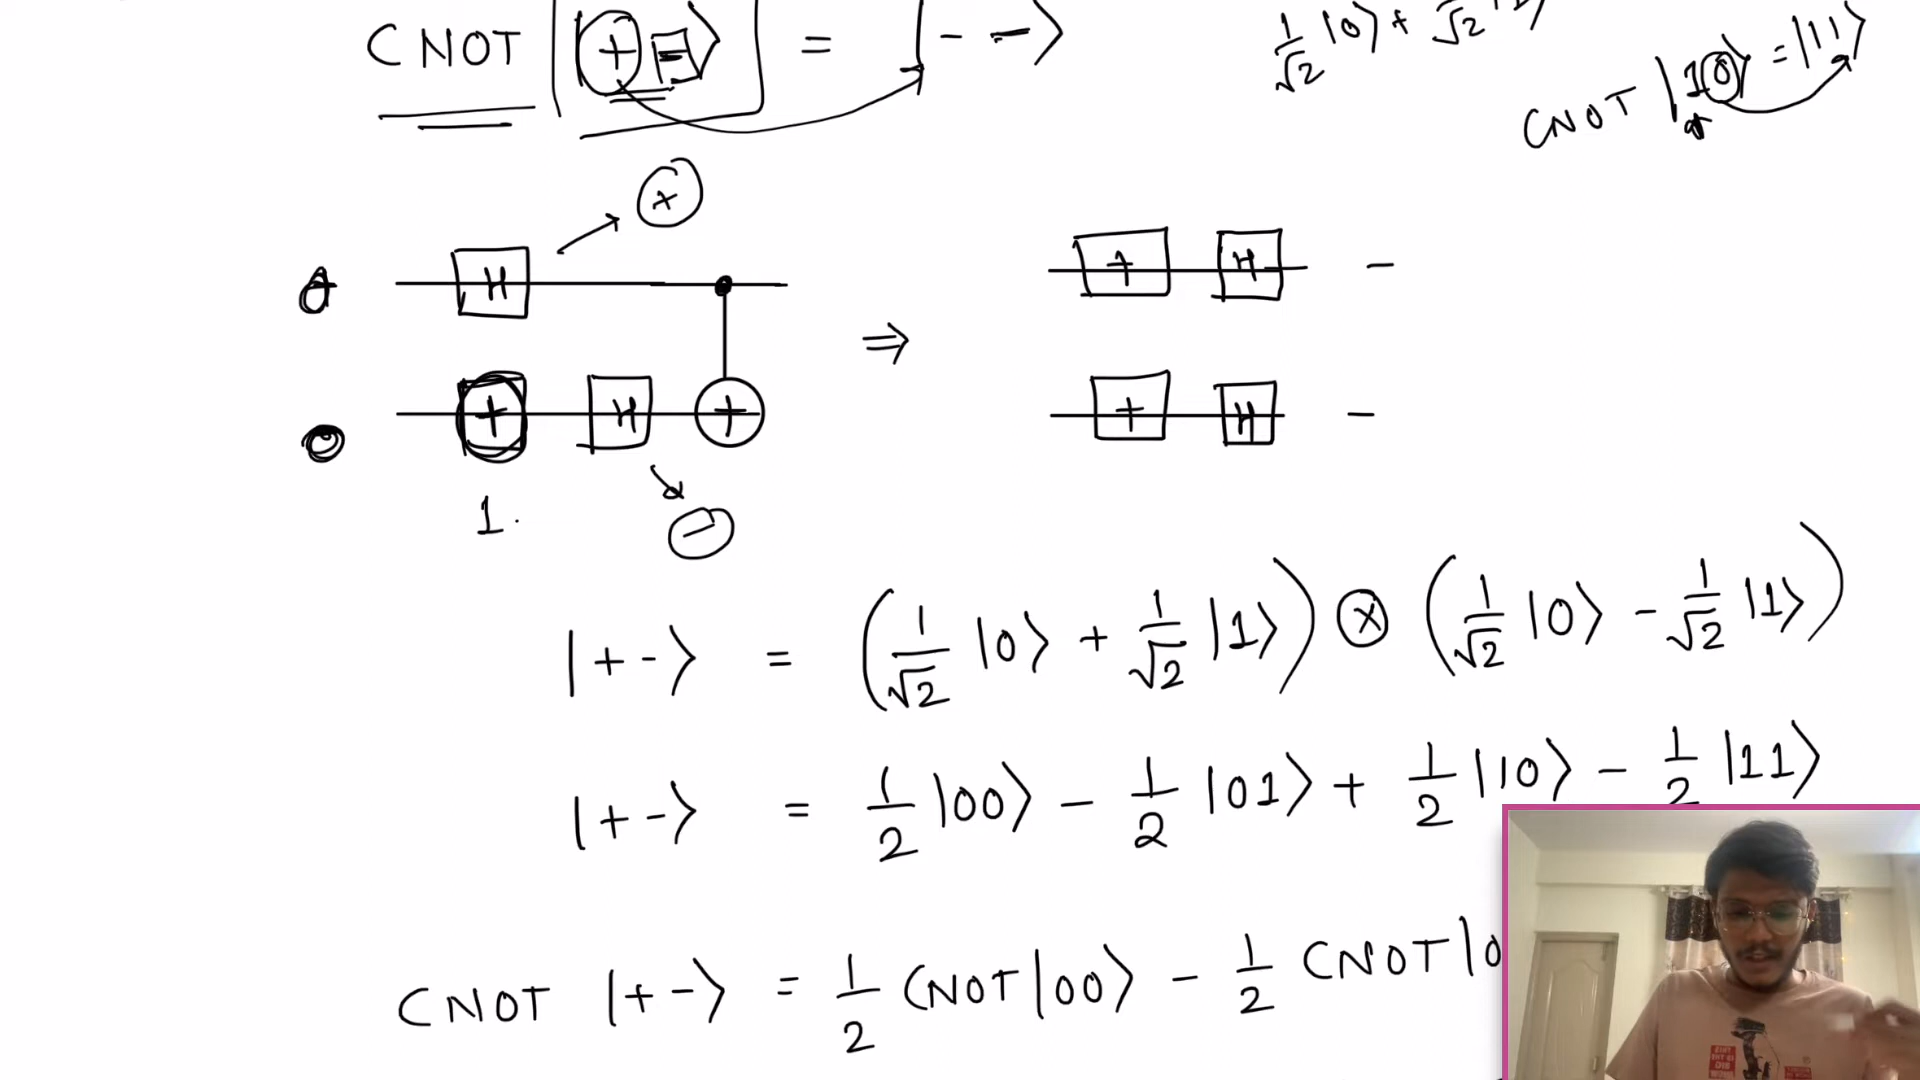 CNOT |+-⟩ = |--⟩
1/√2 |0⟩ + √2
CNOT |10⟩ = |11⟩
+
H
+ H -
0 + H +
1.
-
+ H -
|+-⟩ = (1/√2 |0⟩ + 1/√2 |1⟩) ⊗ (1/√2 |0⟩ - 1/√2 |1⟩)
|+-⟩ = 1/2 |00⟩ - 1/2 |01⟩ + 1/2 |10⟩ - 1/2 |11⟩
CNOT |+-⟩ = 1/2 CNOT |00⟩ - 1/2 CNOT |0